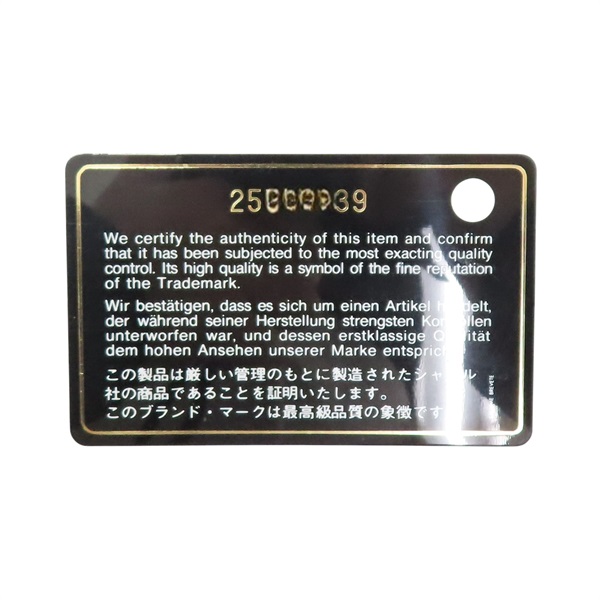 We certify the authenticity of this item and confirm
that it has been subjected to the most exacting quality
control. Its high quality is a symbol of the fine reputation
of the Trademark.
Wir bestätigen, dass es sich um einen Artikel handelt,
der während seiner Herstellung strengsten Kontrollen
unterworfen war, und dessen erstklassige Qualität
dem hohen Ansehen unserer Marke entspricht.
この製品は厳しい管理のもとに製造されたシャネル
社の商品であることを証明いたします。
このブランド・マークは最高級品質の象徴です